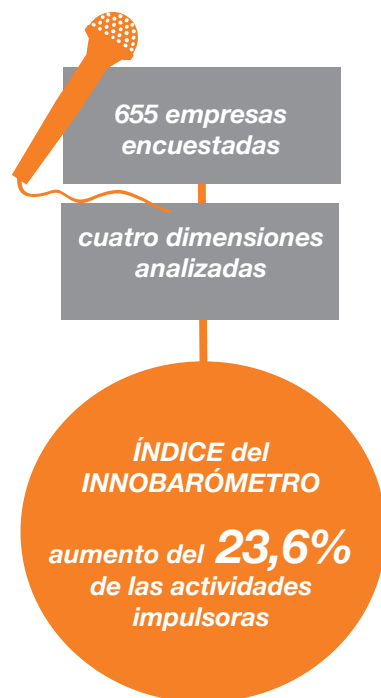 655 empresas
encuestadas
cuatro dimensiones
analizadas
ÍNDICE del
INNOBARÓMETRO
aumento del 23,6%
de las actividades
impulsoras